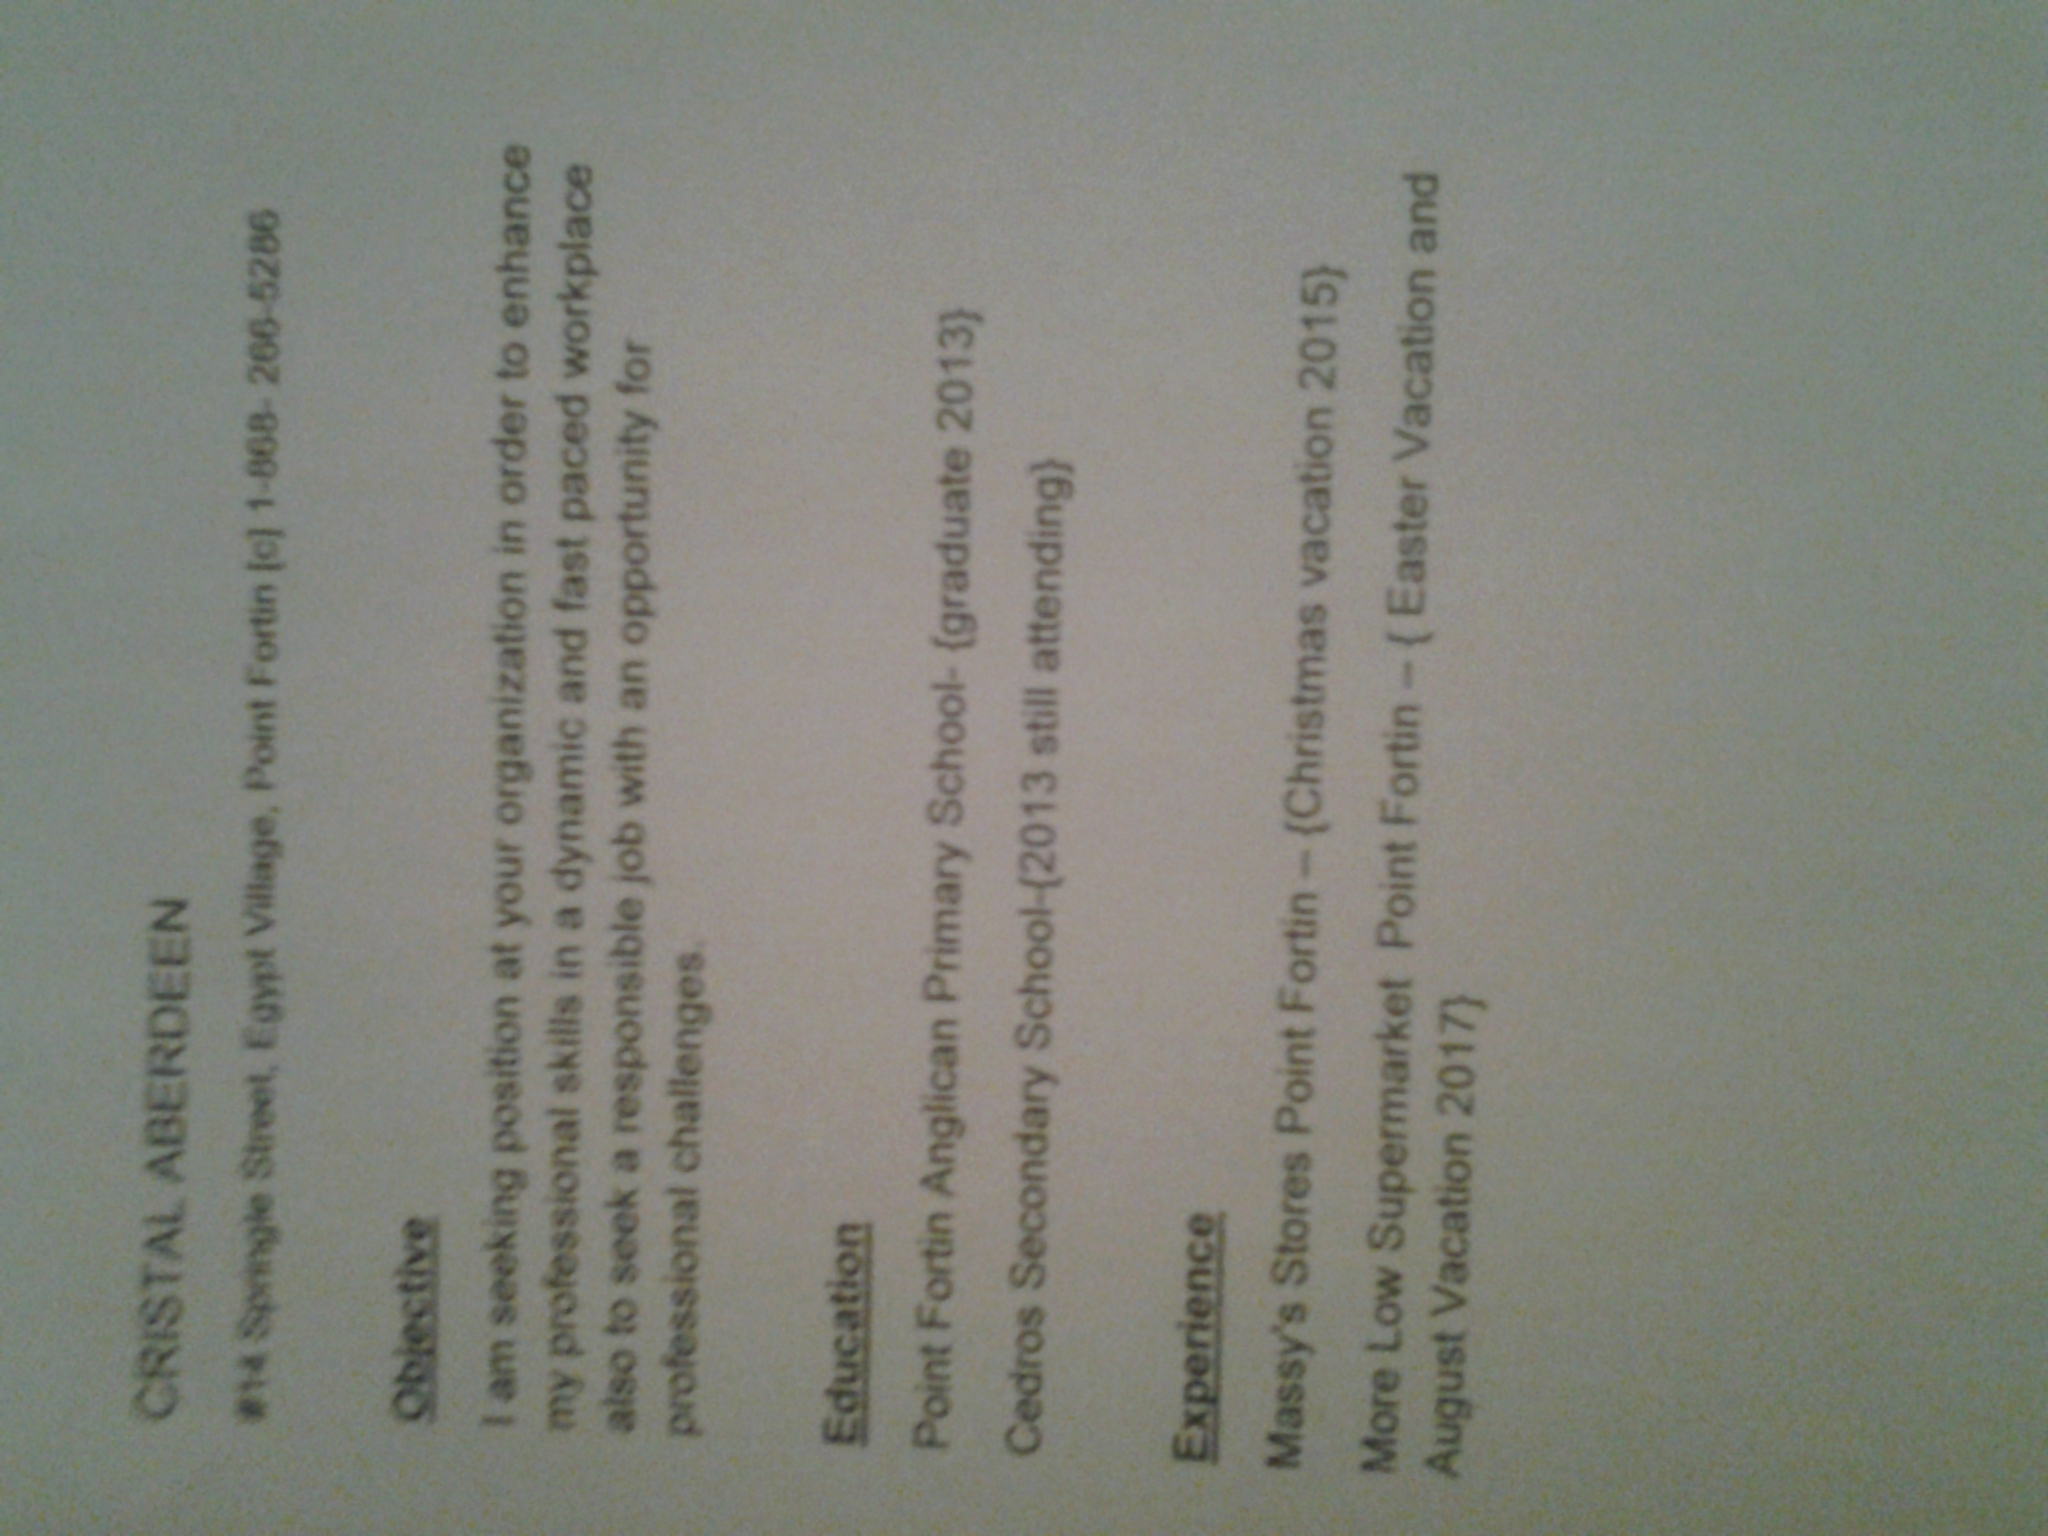 CRISTAL ABERDEEN
#14 Springle Street, Egypt Village, Point Fortin [c] 1-868- 266-5286
Objective
I am seeking position at your organization in order to enhance
my professional skills in a dynamic and fast paced workplace
also to seek a responsible job with an opportunity for
professional challenges.
Education
Point Fortin Anglican Primary School- {graduate 2013}
Cedros Secondary School-{2013 still attending}
Experience
Massy's Stores Point Fortin – {Christmas vacation 2015}
More Low Supermarket  Point Fortin – { Easter Vacation and
August Vacation 2017}